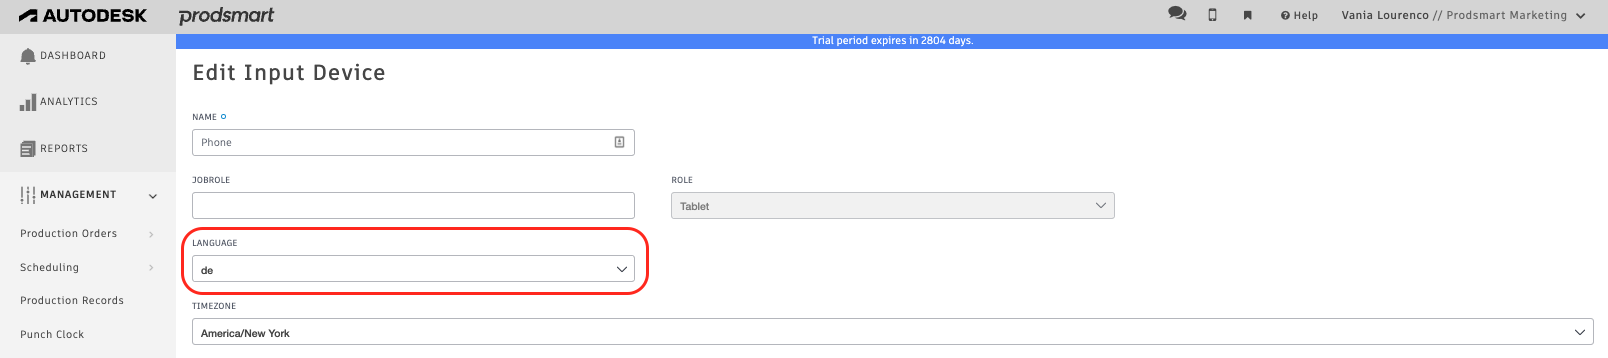 AUTODESK prodsmart Help Vania Lourenco // Prodsmart Marketing
Trial period expires in 2804 days.
DASHBOARD
ANALYTICS
REPORTS
MANAGEMENT
Production Orders
Scheduling
Production Records
Punch Clock
Edit Input Device
NAME
Phone
JOBROLE
ROLE
Tablet
LANGUAGE
de
TIMEZONE
America/New York